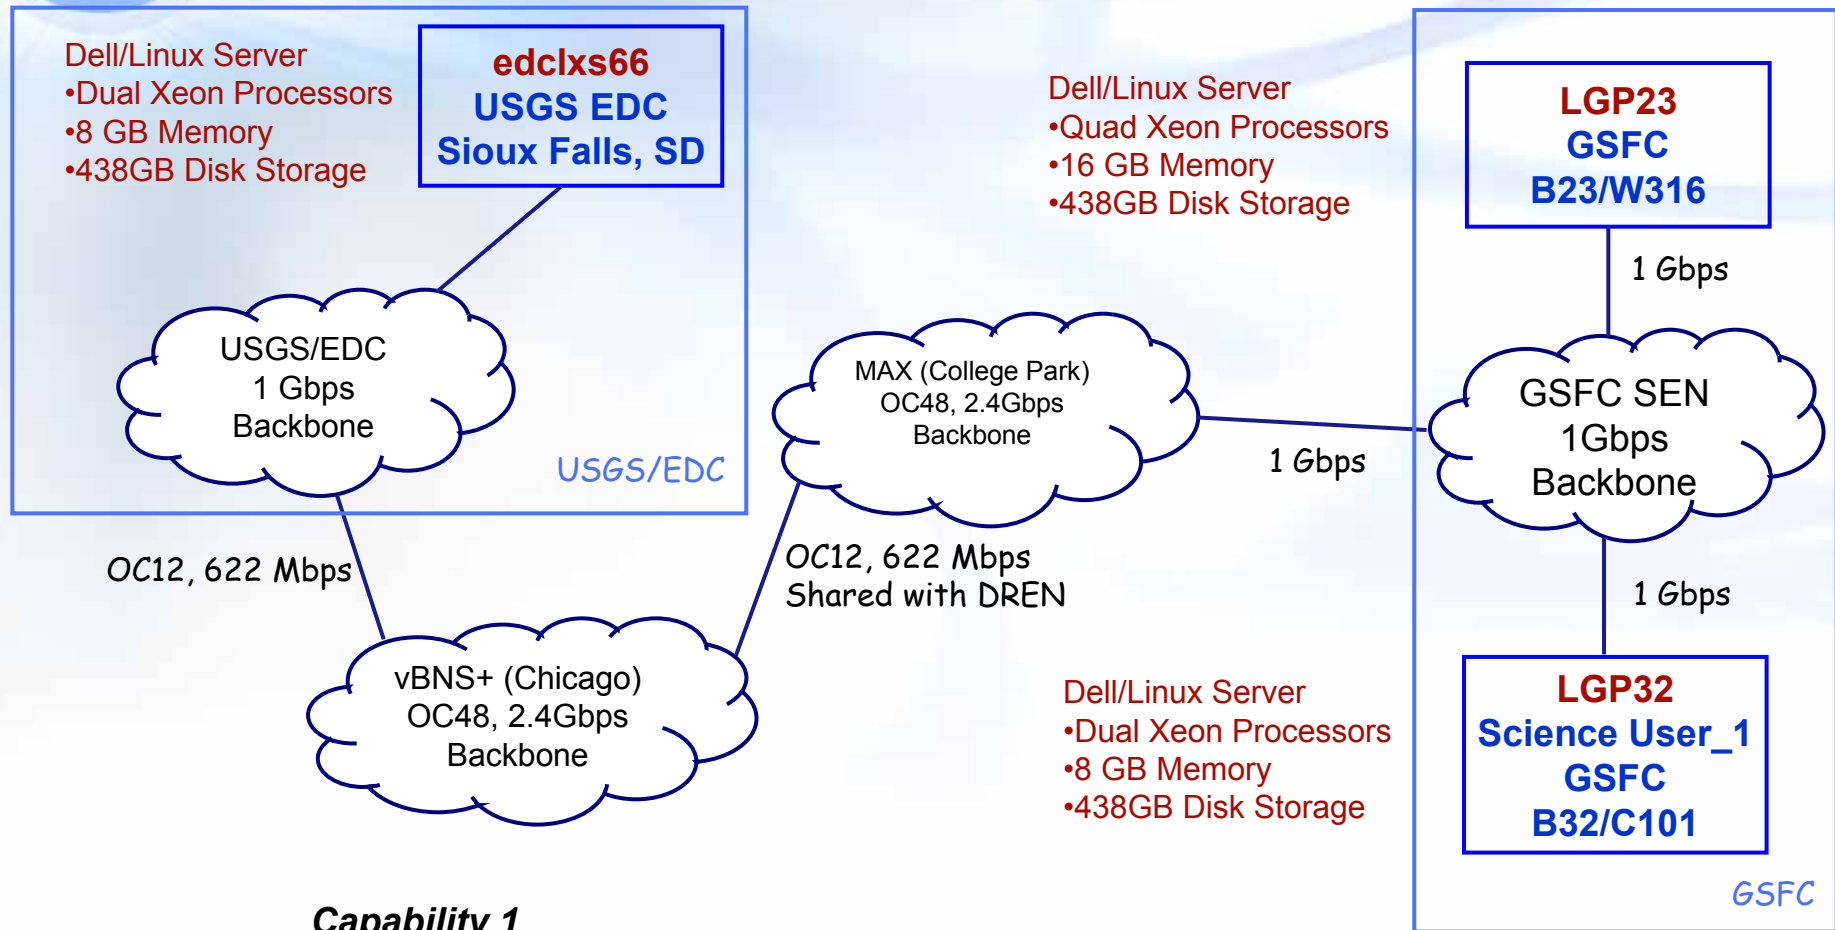 Dell/Linux Server
•Dual Xeon Processors
•8 GB Memory
•438GB Disk Storage
edclxs66
USGS EDC
Sioux Falls, SD
USGS/EDC
1 Gbps
Backbone
USGS/EDC
OC12, 622 Mbps
vBNS+ (Chicago)
OC48, 2.4Gbps
Backbone
OC12, 622 Mbps
Shared with DREN
MAX (College Park)
OC48, 2.4Gbps
Backbone
1 Gbps
Dell/Linux Server
•Quad Xeon Processors
•16 GB Memory
•438GB Disk Storage
LGP23
GSFC
B23/W316
1 Gbps
GSFC SEN
1Gbps
Backbone
1 Gbps
Dell/Linux Server
•Dual Xeon Processors
•8 GB Memory
•438GB Disk Storage
LGP32
Science User_1
GSFC
B32/C101
GSFC
Capability 1